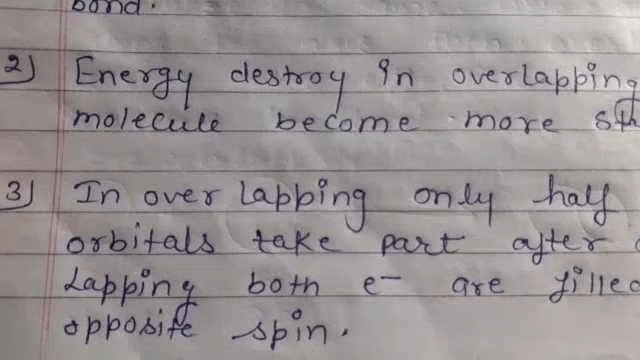 bond.
2) Energy destroy in overlapping
molecule become more
3) In over lapping only half
orbitals take part after
Lapping both e⁻ are filled
opposite spin.